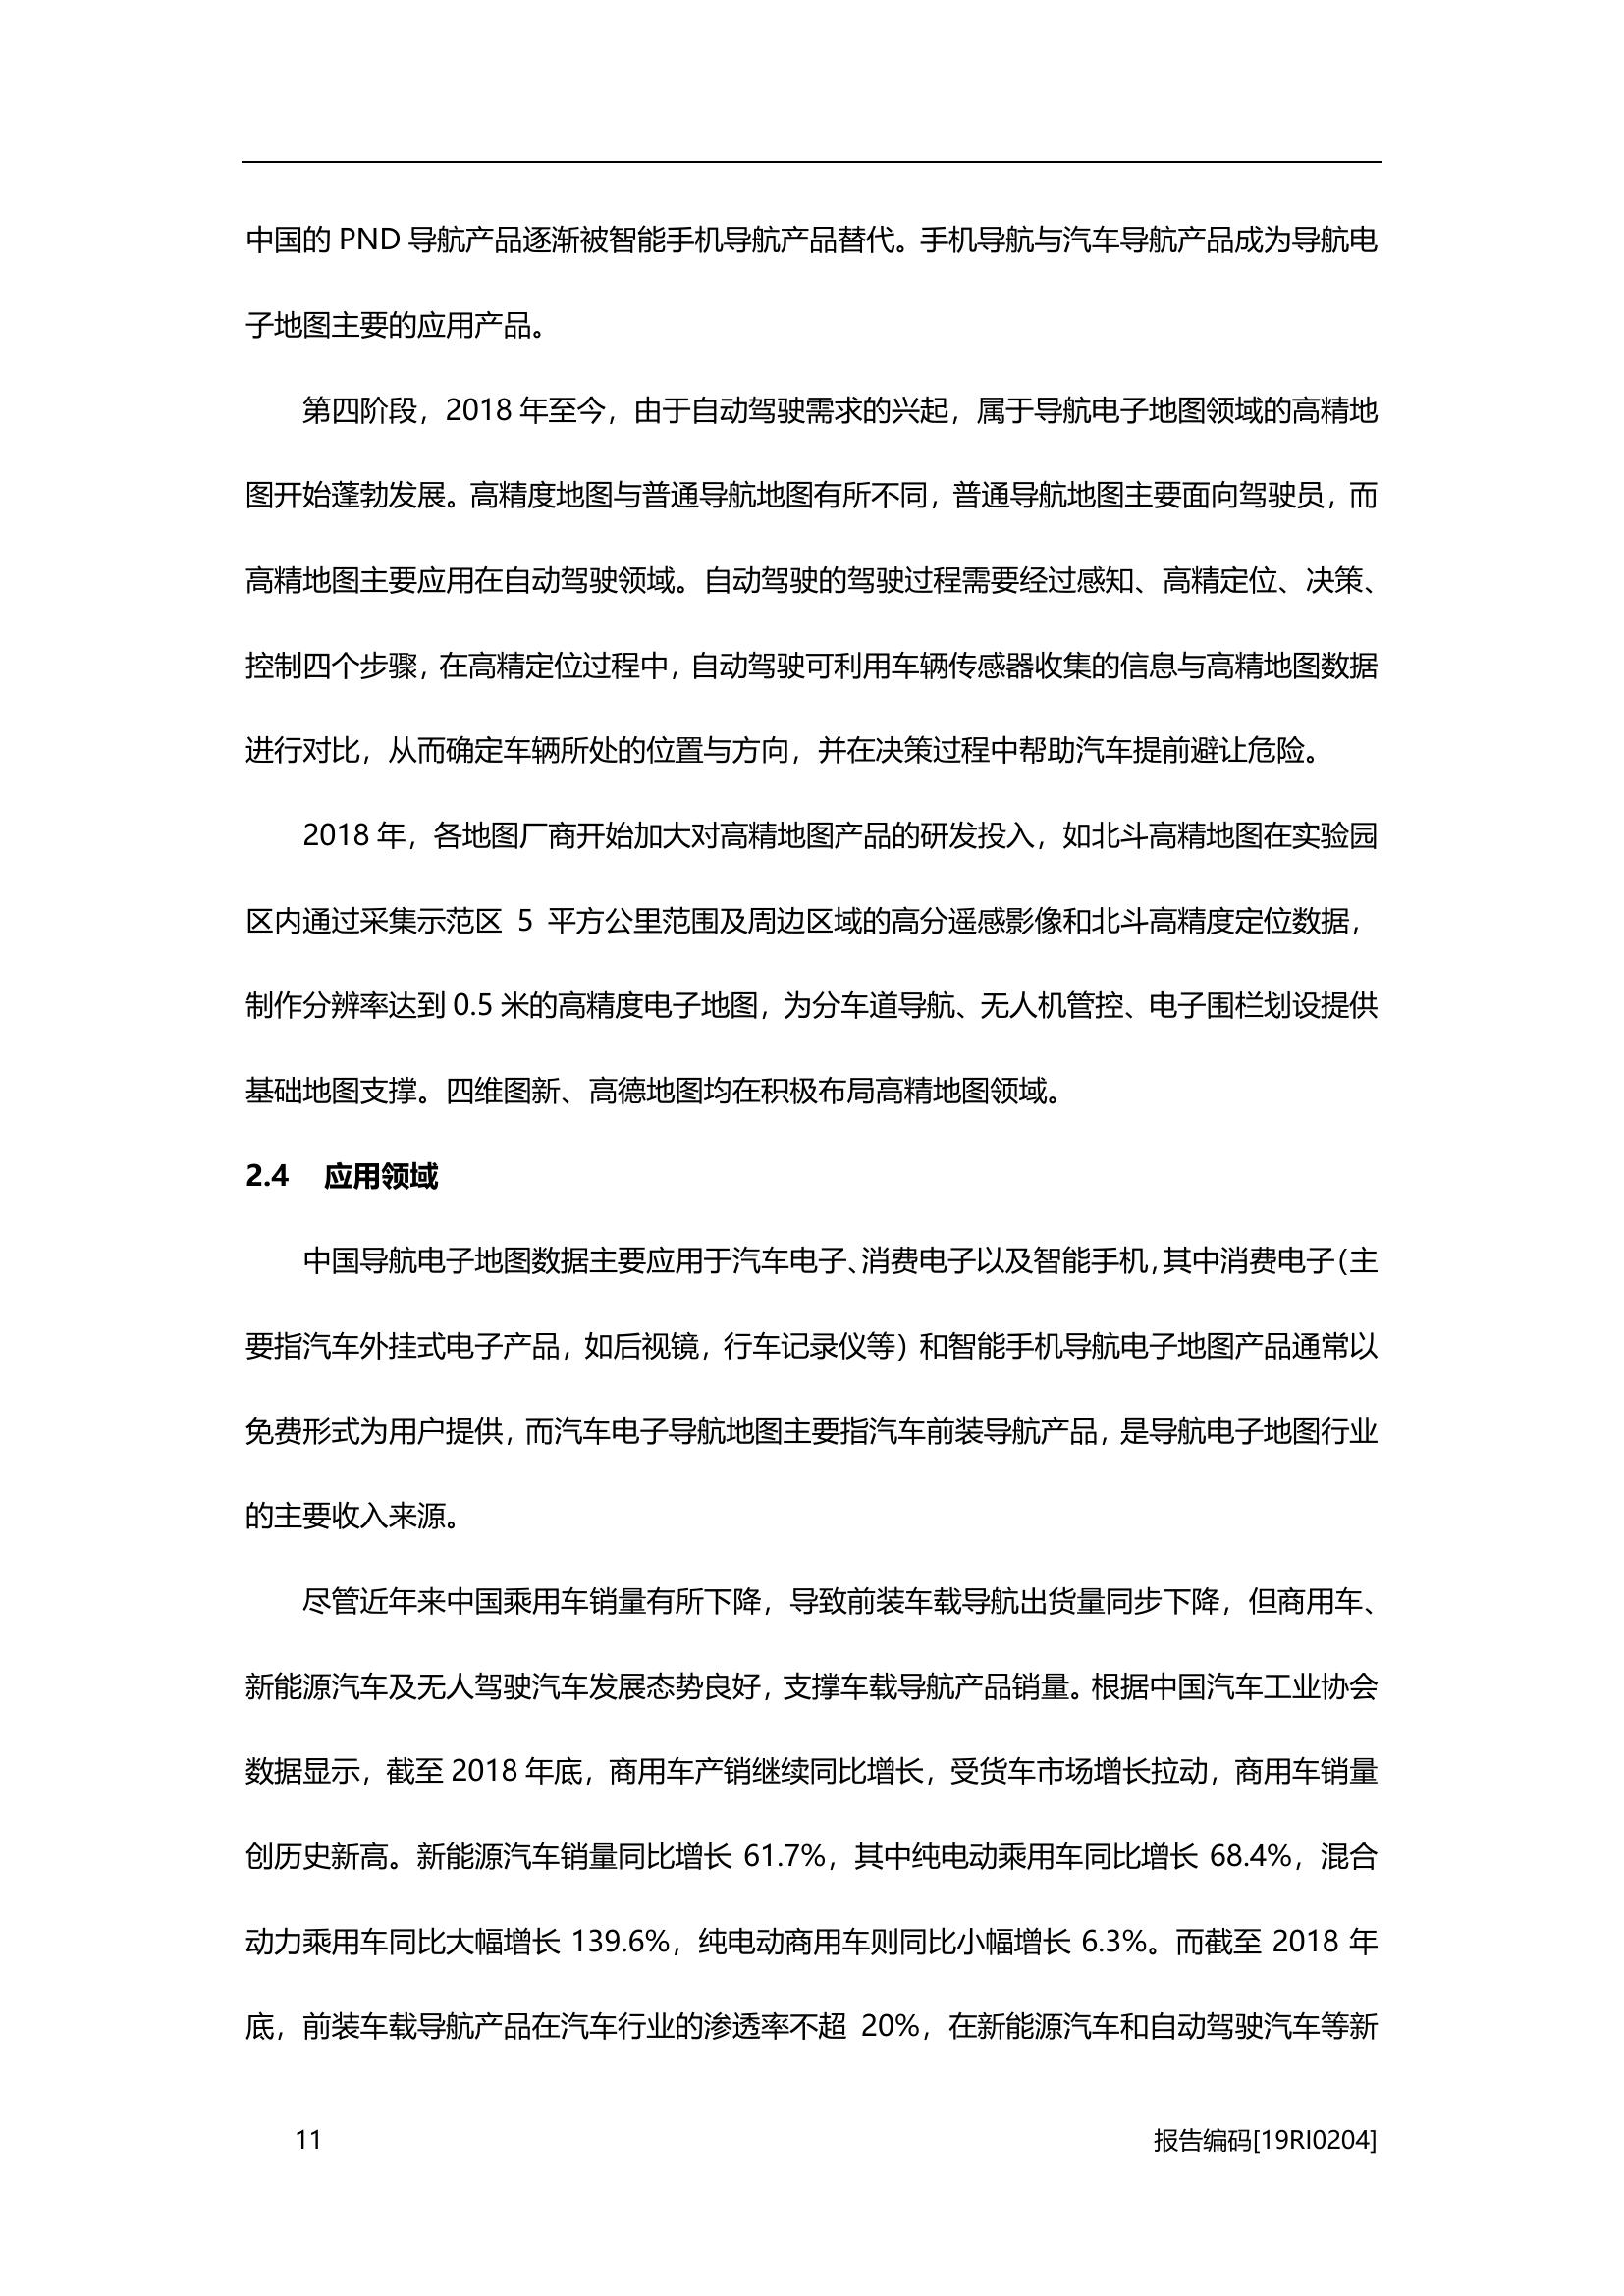 中国的 PND 导航产品逐渐被智能手机导航产品替代。手机导航与汽车导航产品成为导航电
子地图主要的应用产品。
第四阶段，2018 年至今，由于自动驾驶需求的兴起，属于导航电子地图领域的高精地
图开始蓬勃发展。高精度地图与普通导航地图有所不同，普通导航地图主要面向驾驶员，而
高精地图主要应用在自动驾驶领域。自动驾驶的驾驶过程需要经过感知、高精定位、决策、
控制四个步骤，在高精定位过程中，自动驾驶可利用车辆传感器收集的信息与高精地图数据
进行对比，从而确定车辆所处的位置与方向，并在决策过程中帮助汽车提前避让危险。
2018 年，各地图厂商开始加大对高精地图产品的研发投入，如北斗高精地图在实验园
区内通过采集示范区 5 平方公里范围及周边区域的高分遥感影像和北斗高精度定位数据，
制作分辨率达到 0.5 米的高精度电子地图，为分车道导航、无人机管控、电子围栏划设提供
基础地图支撑。四维图新、高德地图均在积极布局高精地图领域。
2.4 应用领域
中国导航电子地图数据主要应用于汽车电子、消费电子以及智能手机，其中消费电子（主
要指汽车外挂式电子产品，如后视镜，行车记录仪等）和智能手机导航电子地图产品通常以
免费形式为用户提供，而汽车电子导航地图主要指汽车前装导航产品，是导航电子地图行业
的主要收入来源。
尽管近年来中国乘用车销量有所下降，导致前装车载导航出货量同步下降，但商用车、
新能源汽车及无人驾驶汽车发展态势良好，支撑车载导航产品销量。根据中国汽车工业协会
数据显示，截至 2018 年底，商用车产销继续同比增长，受货车市场增长拉动，商用车销量
创历史新高。新能源汽车销量同比增长 61.7%，其中纯电动乘用车同比增长 68.4%，混合
动力乘用车同比大幅增长 139.6%，纯电动商用车则同比小幅增长 6.3%。而截至 2018 年
底，前装车载导航产品在汽车行业的渗透率不超 20%，在新能源汽车和自动驾驶汽车等新
11 报告编码[19RI0204]